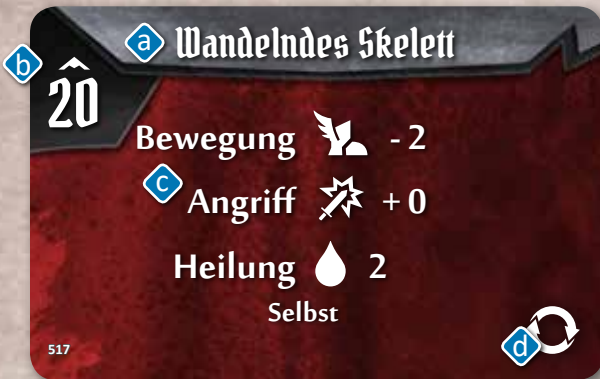 a Wandelndes Skelett
b
20
Bewegung - 2
c Angriff + 0
Heilung 2
Selbst
517
d